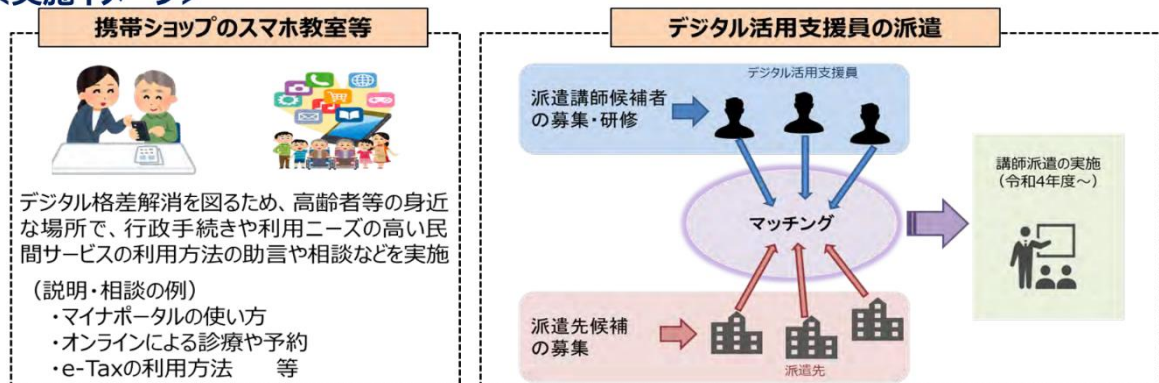 携帯ショップのスマホ教室等
デジタル格差解消を図るため、高齢者等の身近
な場所で、行政手続きや利用ニーズの高い民
間サービスの利用方法の助言や相談などを実施
（説明・相談の例）
・マイナポータルの使い方
・オンラインによる診療や予約
・e-Taxの利用方法　　等
デジタル活用支援員の派遣
デジタル活用支援員
派遣講師候補者
の募集・研修
マッチング
派遣先候補
の募集
派遣先
講師派遣の実施
（令和4年度～）